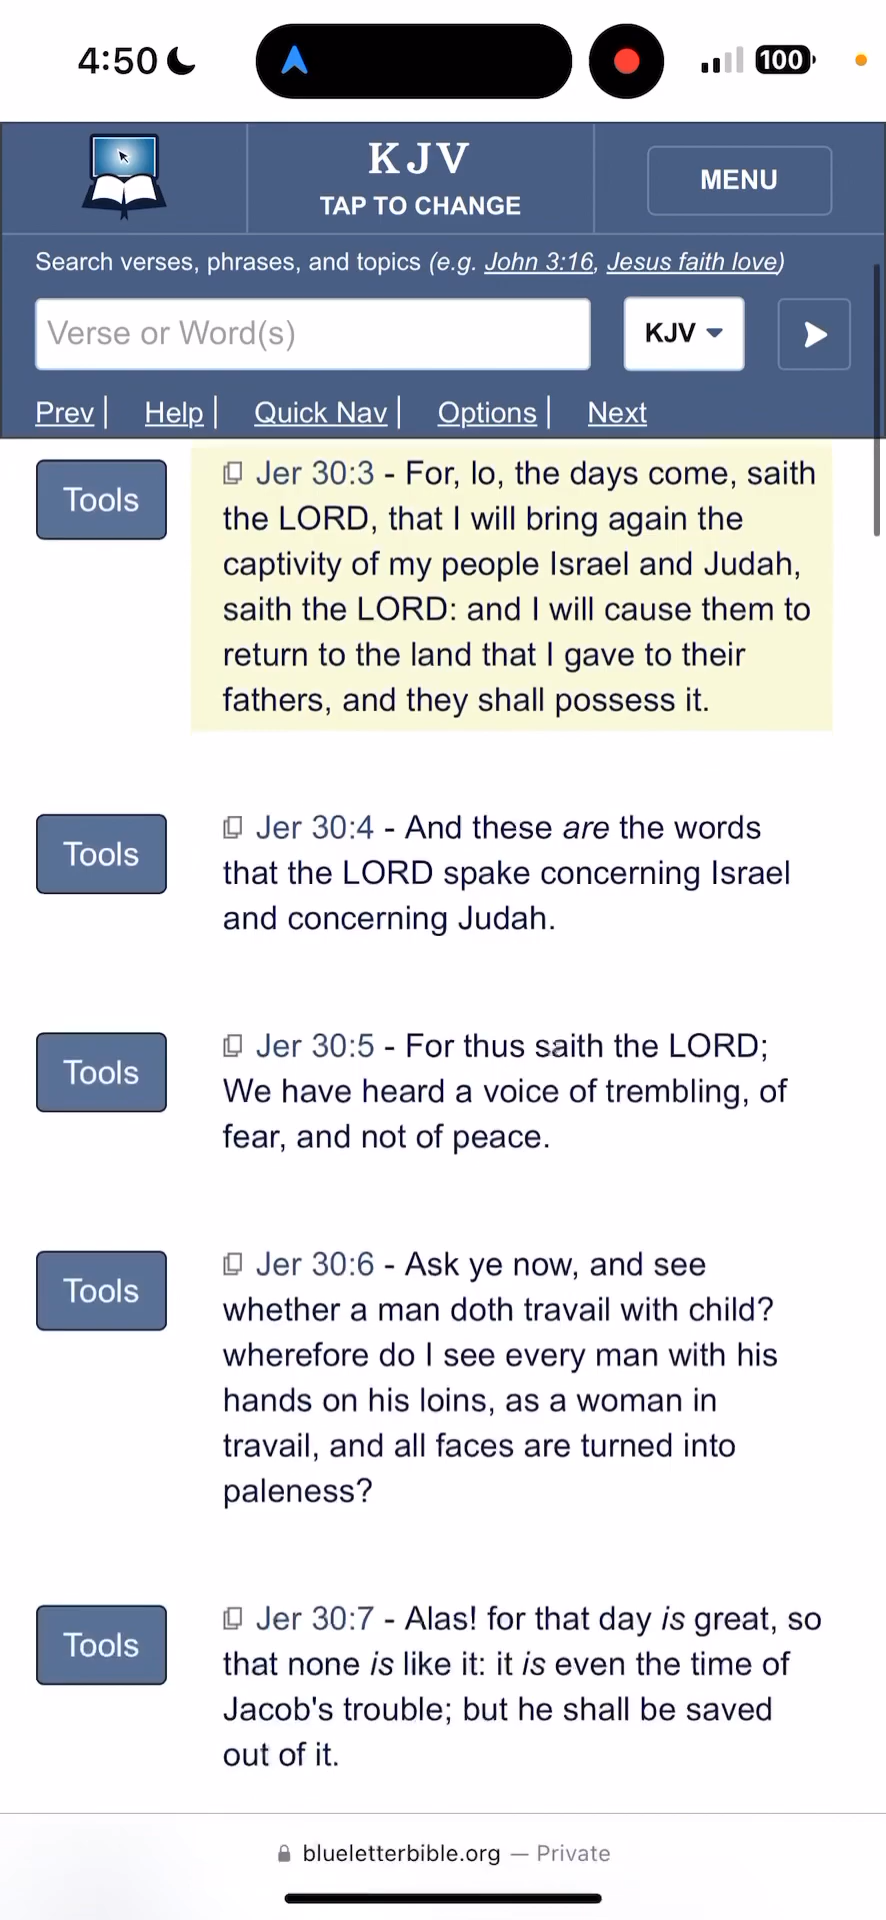 4:50
100
KJV
TAP TO CHANGE
MENU
Search verses, phrases, and topics (e.g. John 3:16, Jesus faith love)
Verse or Word(s)
KJV
Prev | Help | Quick Nav | Options | Next
Tools
Jer 30:3 - For, lo, the days come, saith
the LORD, that I will bring again the
captivity of my people Israel and Judah,
saith the LORD: and I will cause them to
return to the land that I gave to their
fathers, and they shall possess it.
Tools
Jer 30:4 - And these are the words
that the LORD spake concerning Israel
and concerning Judah.
Tools
Jer 30:5 - For thus saith the LORD;
We have heard a voice of trembling, of
fear, and not of peace.
Tools
Jer 30:6 - Ask ye now, and see
whether a man doth travail with child?
wherefore do I see every man with his
hands on his loins, as a woman in
travail, and all faces are turned into
paleness?
Tools
Jer 30:7 - Alas! for that day is great, so
that none is like it: it is even the time of
Jacob's trouble; but he shall be saved
out of it.
blueletterbible.org — Private